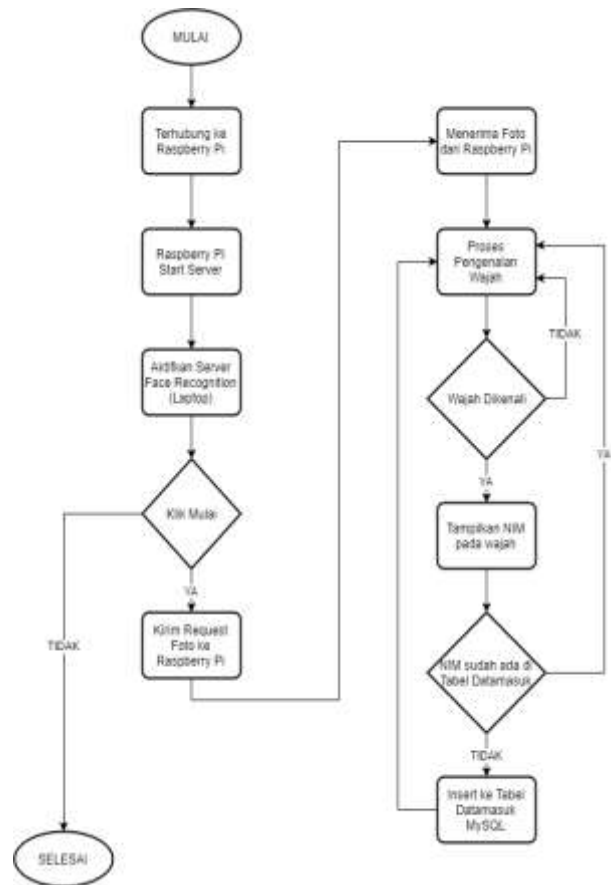 MULAI
Terhubung ke
Raspberry Pi
Raspberry Pi
Start Server
Aktifkan Server
Face Recognition
(Laptop)
Klik Mulai
TIDAK
YA
Kirim Request
Foto ke
Raspberry Pi
SELESAI
Menerima Foto
dari Raspberry Pi
Proses
Pengenalan
Wajah
TIDAK
Wajah Dikenali
YA
YA
Tampilkan NIM
pada wajah
NIM sudah ada di
Tabel Datamasuk
TIDAK
Insert ke Tabel
Datamasuk
MySQL